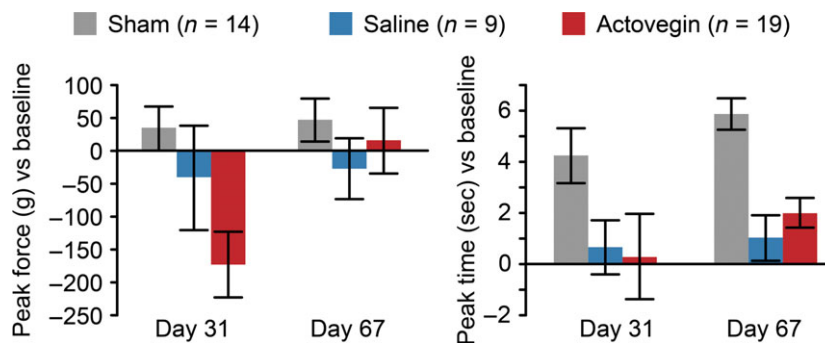 Sham (n = 14)
Saline (n = 9)
Actovegin (n = 19)
Peak force (g) vs baseline
100
50
0
−50
−100
−150
−200
−250
Day 31
Day 67
Peak time (sec) vs baseline
6
4
2
0
−2
Day 31
Day 67